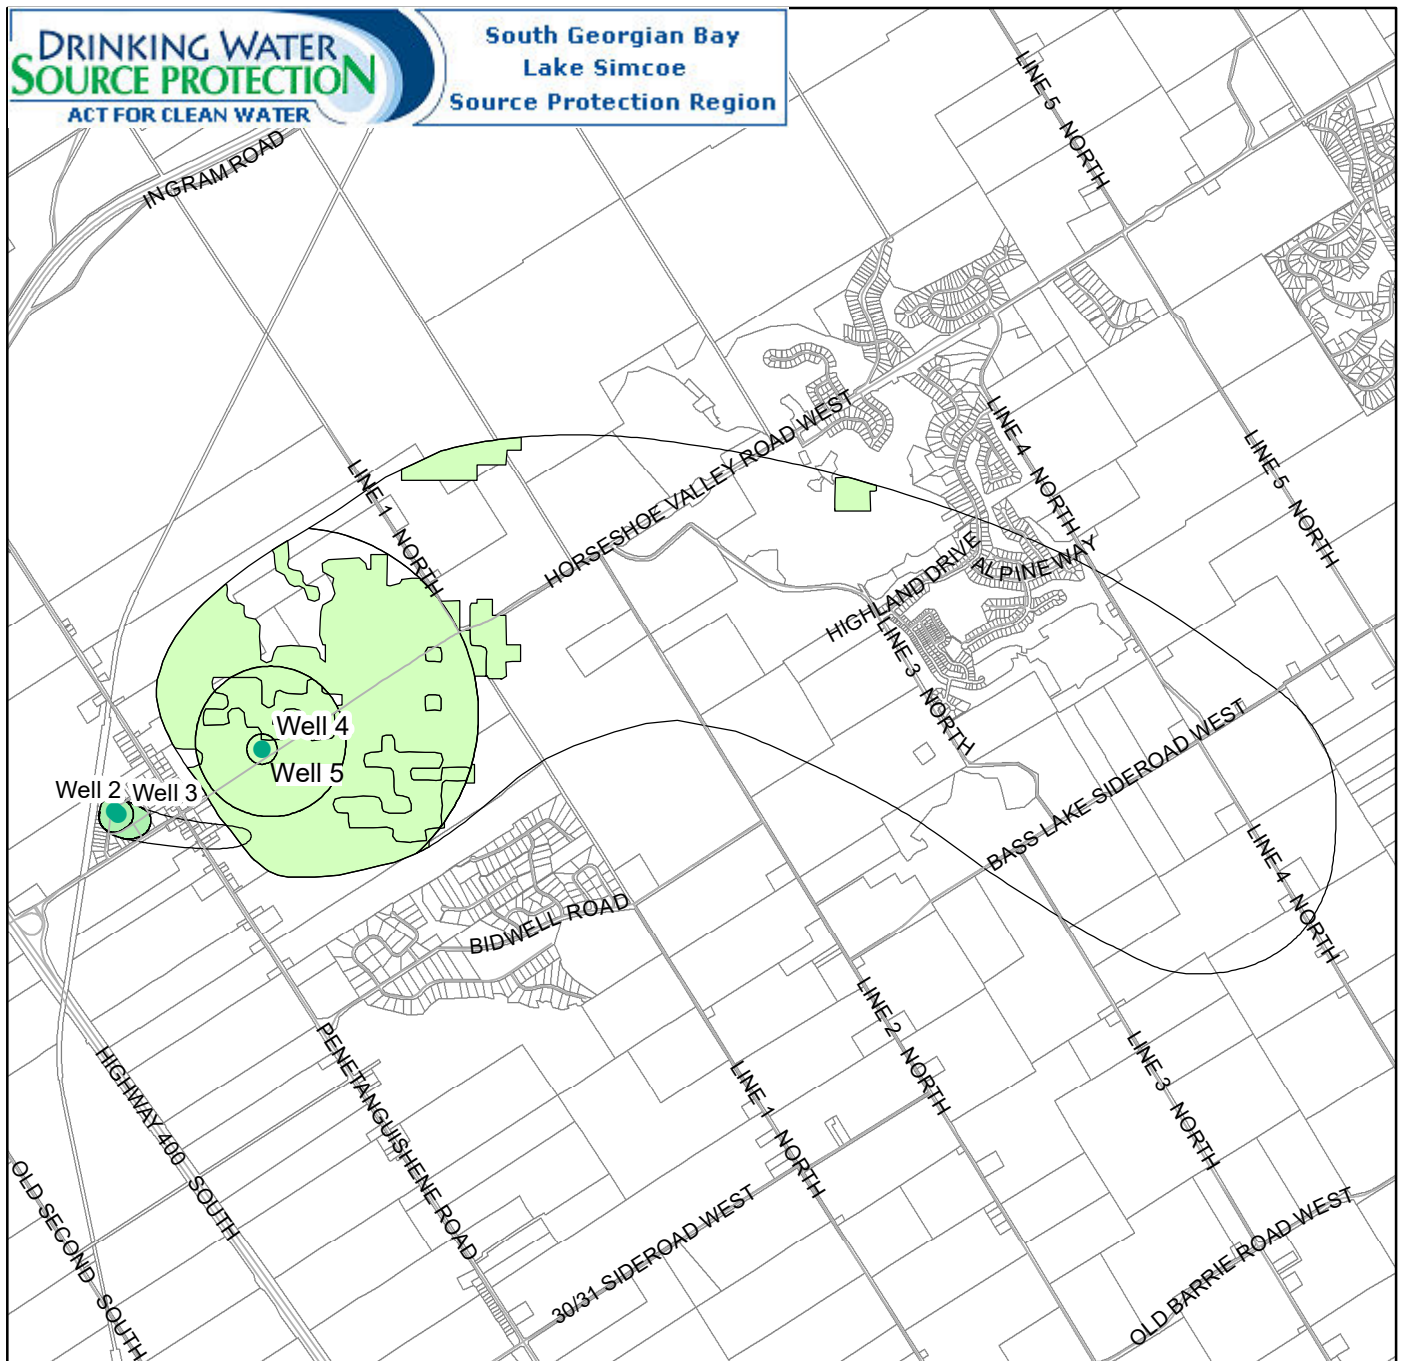 DRINKING WATER
SOURCE PROTECTION
ACT FOR CLEAN WATER
South Georgian Bay
Lake Simcoe
Source Protection Region
LINE 5 NORTH
INGRAM ROAD
HORSESHOE VALLEY ROAD WEST
LINE 4 NORTH
LINE 5 NORTH
LINE 1 NORTH
HIGHLAND DRIVE
ALPINE WAY
LINE 3 NORTH
Well 4
Well 5
Well 2
Well 3
BASS LAKE SIDEROAD WEST
LINE 4 NORTH
BIDWELL ROAD
LINE 2 NORTH
PENETANGUISHENE ROAD
HIGHWAY 400 SOUTH
LINE 1 NORTH
LINE 3 NORTH
OLD SECOND SOUTH
30/31 SIDEROAD WEST
OLD BARRIE ROAD WEST